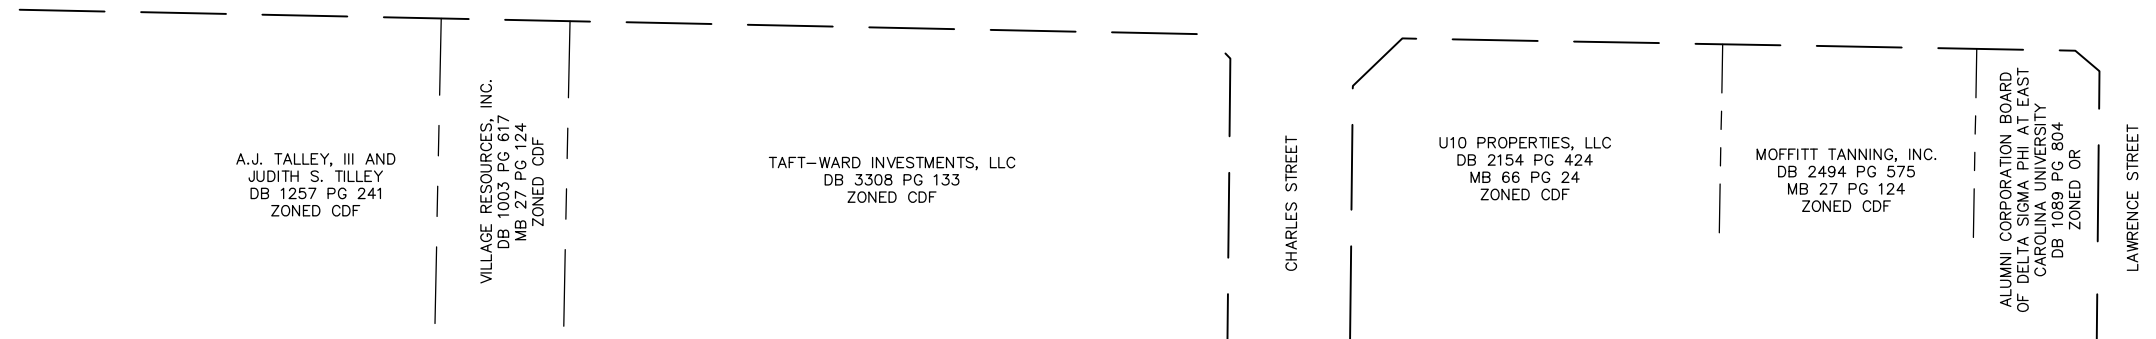 A.J. TALLEY, III AND
JUDITH S. TILLEY
DB 1257 PG 241
ZONED CDF
VILLAGE RESOURCES, INC.
DB 1003 PG 617
MB 27 PG 124
ZONED CDF
TAFT-WARD INVESTMENTS, LLC
DB 3308 PG 133
ZONED CDF
CHARLES STREET
U10 PROPERTIES, LLC
DB 2154 PG 424
MB 66 PG 24
ZONED CDF
MOFFITT TANNING, INC.
DB 2494 PG 575
MB 27 PG 124
ZONED CDF
ALUMNI CORPORATION BOARD
OF DELTA SIGMA PHI AT EAST
CAROLINA UNIVERSITY
DB 1089 PG 804
ZONED OR
LAWRENCE STREET